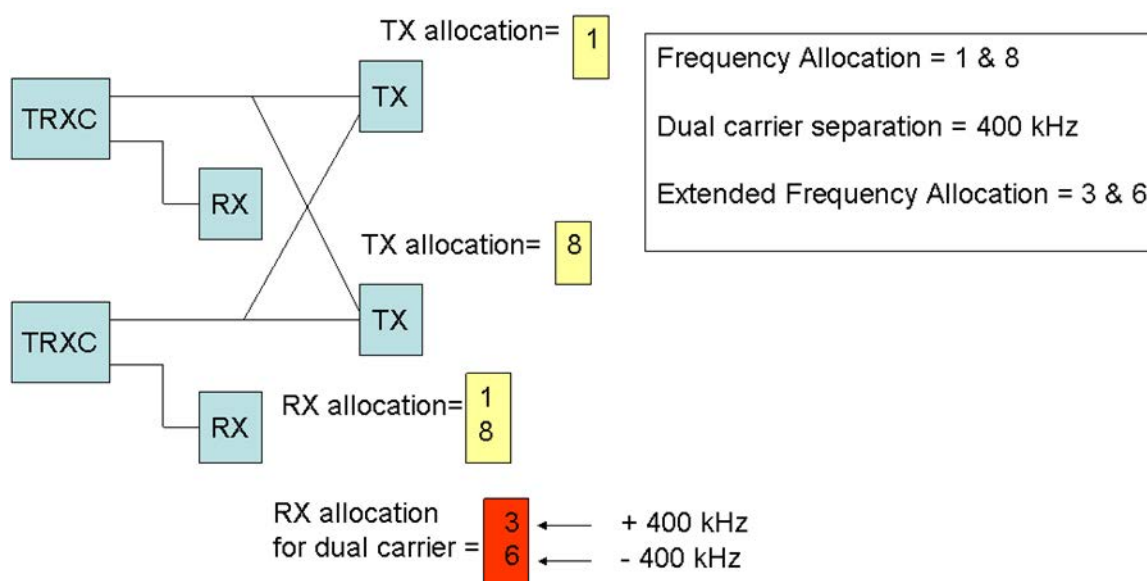 TX allocation= 1
TRXC
TX
RX
TX allocation= 8
TRXC
TX
RX
RX allocation= 1
8
RX allocation
for dual carrier =
3
+ 400 kHz
6
- 400 kHz
Frequency Allocation = 1 & 8
Dual carrier separation = 400 kHz
Extended Frequency Allocation = 3 & 6